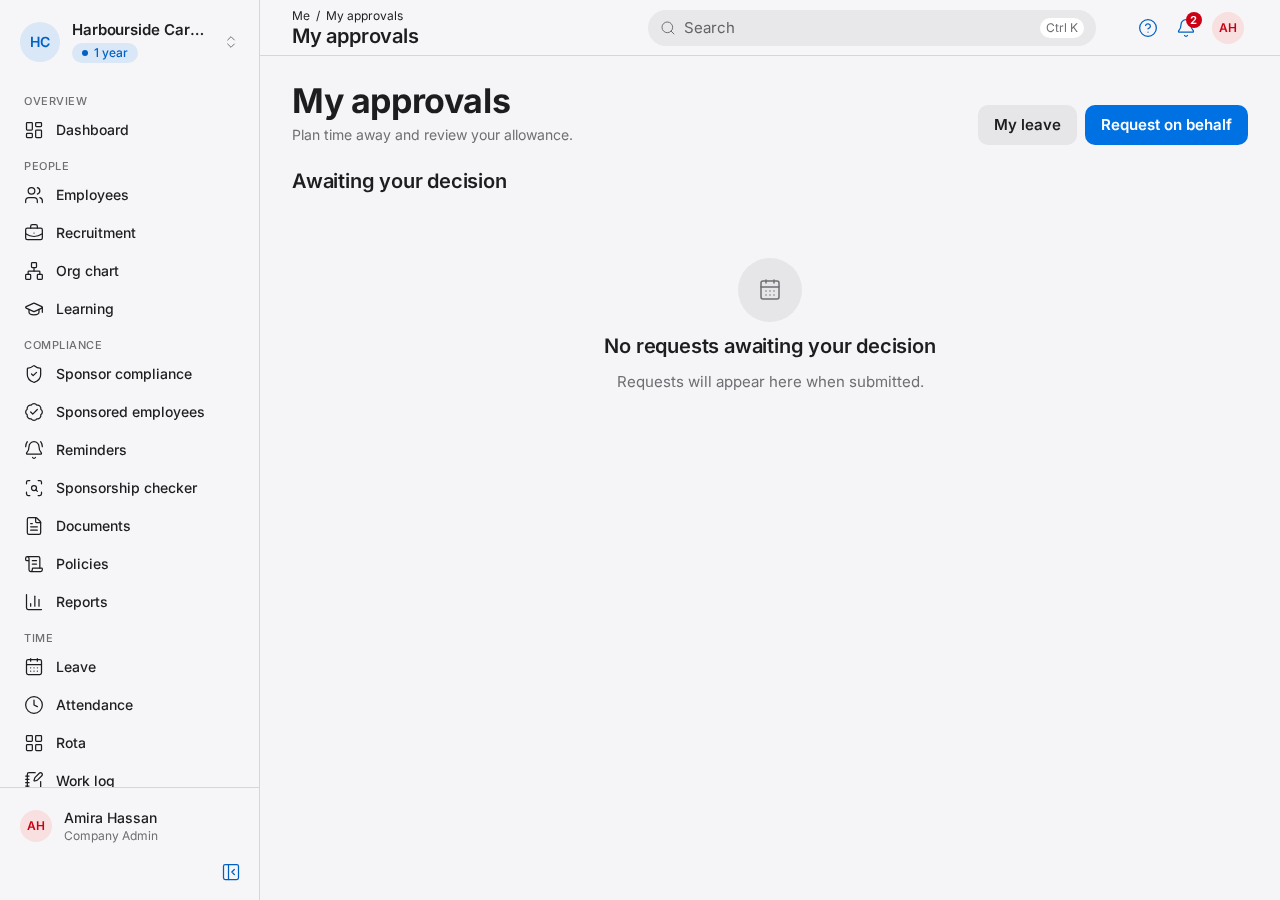 HC
Harbourside Car...
1 year
OVERVIEW
Dashboard
PEOPLE
Employees
Recruitment
Org chart
Learning
COMPLIANCE
Sponsor compliance
Sponsored employees
Reminders
Sponsorship checker
Documents
Policies
Reports
TIME
Leave
Attendance
Rota
Work log
AH
Amira Hassan
Company Admin
Me / My approvals
My approvals
Search
Ctrl K
2
AH
My approvals
Plan time away and review your allowance.
My leave
Request on behalf
Awaiting your decision
No requests awaiting your decision
Requests will appear here when submitted.